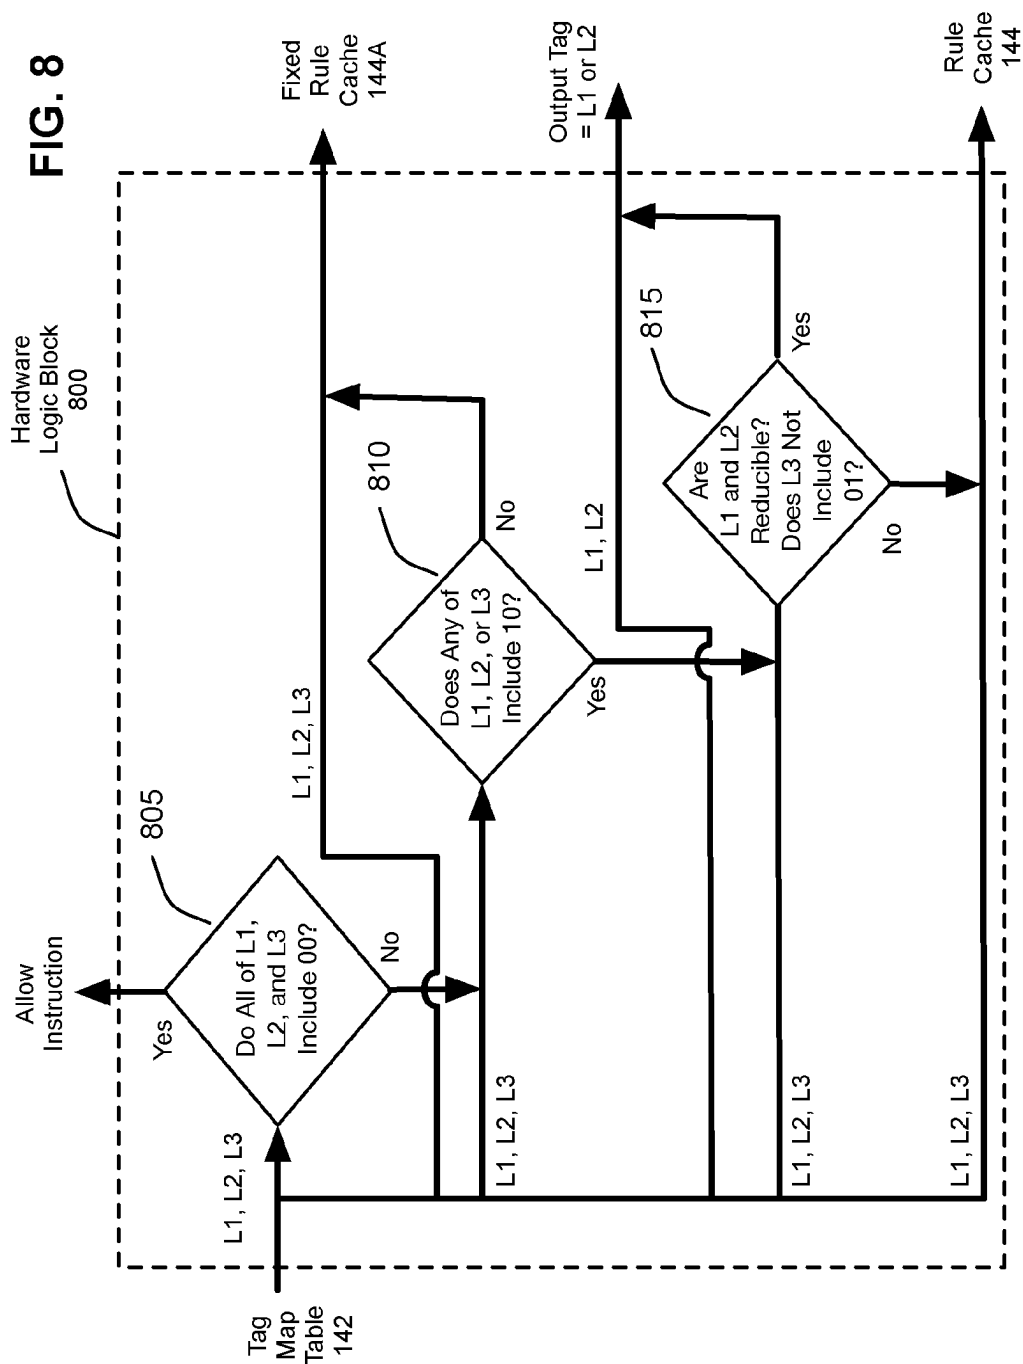 FIG. 8
Hardware
Logic Block
800
Allow
Instruction
Yes
805
Do All of L1,
L2, and L3
Include 00?
No
Tag
Map
Table
142
L1, L2, L3
L1, L2, L3
Fixed
Rule
Cache
144A
810
Does Any of
L1, L2, or L3
Include 10?
No
Yes
L1, L2, L3
L1, L2
Output Tag
= L1 or L2
815
Are
L1 and L2
Reducible?
Does L3 Not
Include
01?
Yes
No
L1, L2, L3
L1, L2, L3
Rule
Cache
144